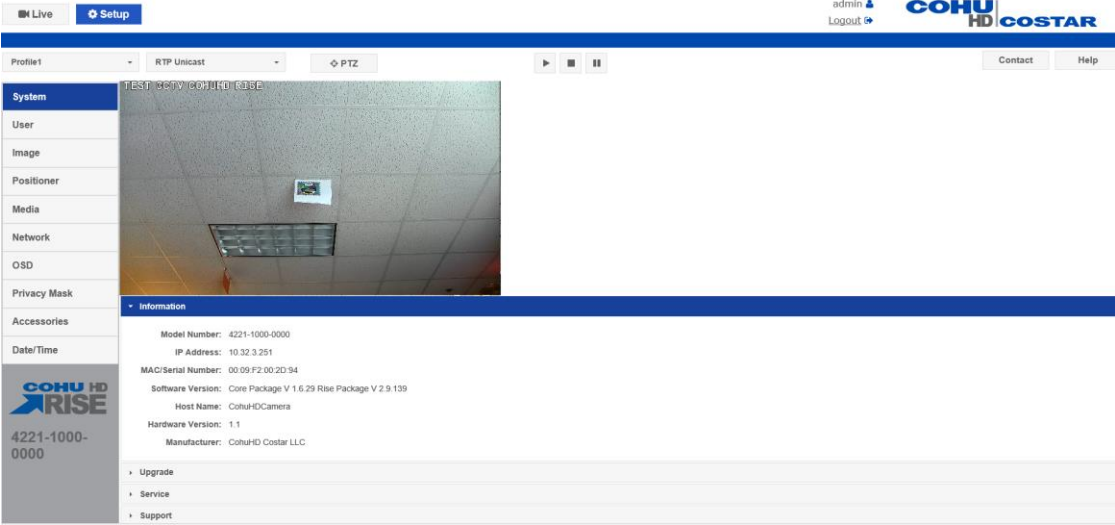 Live
Setup
admin
Logout
COHU
HD COSTAR
Profile1
RTP Unicast
PTZ
Contact
Help
System
User
Image
Positioner
Media
Network
OSD
Privacy Mask
Accessories
Date/Time
COHU HD
RISE
4221-1000-
0000
TEST CCTV COHUHD RISE
Information
Model Number: 4221-1000-0000
IP Address: 10.32.3.251
MAC/Serial Number: 00:09:F2:00:2D:94
Software Version: Core Package V 1.6.29 Rise Package V 2.9.139
Host Name: CohuHDCamera
Hardware Version: 1.1
Manufacturer: CohuHD Costar LLC
Upgrade
Service
Support